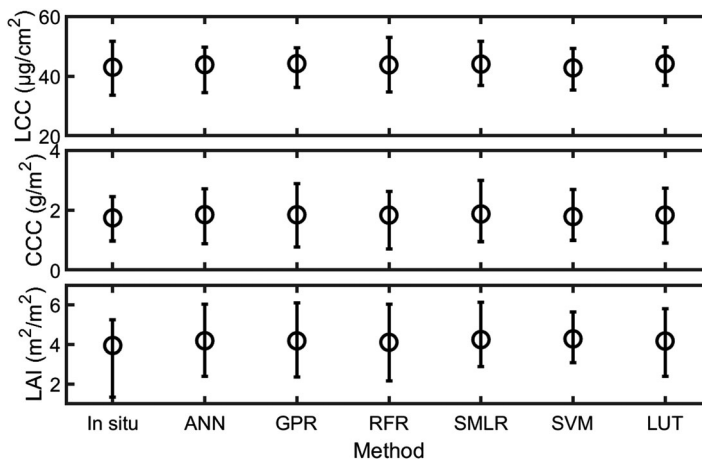 60
40
20
LCC (µg/cm²)
4
2
0
CCC (g/m²)
6
4
2
LAI (m²/m²)
In situ ANN GPR RFR SMLR SVM LUT
Method